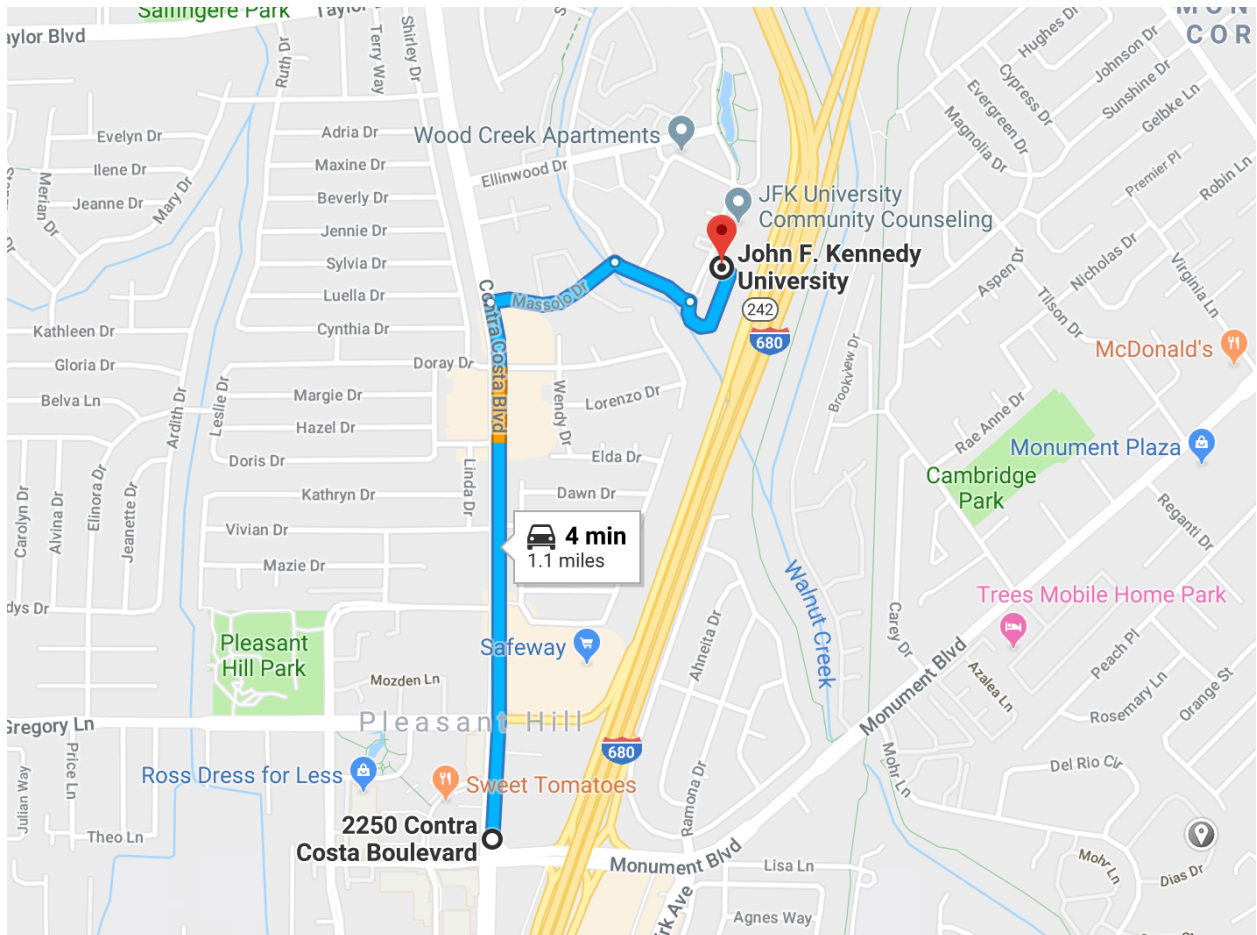 Sallingere Park
Taylor
MON
COR
aylor Blvd
Ruth Dr
Terry Way
Shirley Dr
Hughes Dr
Johnson Dr
Cypress Dr
Sunshine Dr
Evergreen Dr
Gelbke Ln
Magnolia Dr
Evelyn Dr
Adria Dr
Wood Creek Apartments
Ilene Dr
Maxine Dr
Ellinwood Dr
Premier Pl
Robin Ln
Merian Dr
Jeanne Dr
Mary Dr
Beverly Dr
JFK University
Community Counseling
Jennie Dr
John F. Kennedy
University
Aspen Dr
Nicholas Dr
Virginia Ln
Sylvia Dr
Luella Dr
Contra Costa Blvd
Massolo Dr
242
680
Tilson Dr
Kathleen Dr
Cynthia Dr
McDonald's
Gloria Dr
Doray Dr
Brookview Dr
Belva Ln
Ardith Dr
Leslie Dr
Margie Dr
Wendy Dr
Lorenzo Dr
Rae Anne Dr
Hazel Dr
Monument Plaza
Doris Dr
Linda Dr
Elda Dr
Cambridge
Park
Carolyn Dr
Alvina Dr
Elinora Dr
Jeanette Dr
Kathryn Dr
Dawn Dr
Reganti Dr
Vivian Dr
4 min
1.1 miles
Mazie Dr
Walnut Creek
Trees Mobile Home Park
dys Dr
Pleasant
Hill Park
Safeway
Ahneita Dr
Carey Dr
Monument Blvd
Peach Pl
Azalea Ln
Rosemary Ln
Orange St
Mozden Ln
Gregory Ln
Pleasant Hill
680
Price Ln
Julian Way
Ross Dress for Less
Sweet Tomatoes
Ramona Dr
Mohr Ln
Del Rio Cir
Theo Ln
2250 Contra
Costa Boulevard
Monument Blvd
Lisa Ln
Mohr Ln
Dias Dr
irk Ave
Agnes Way